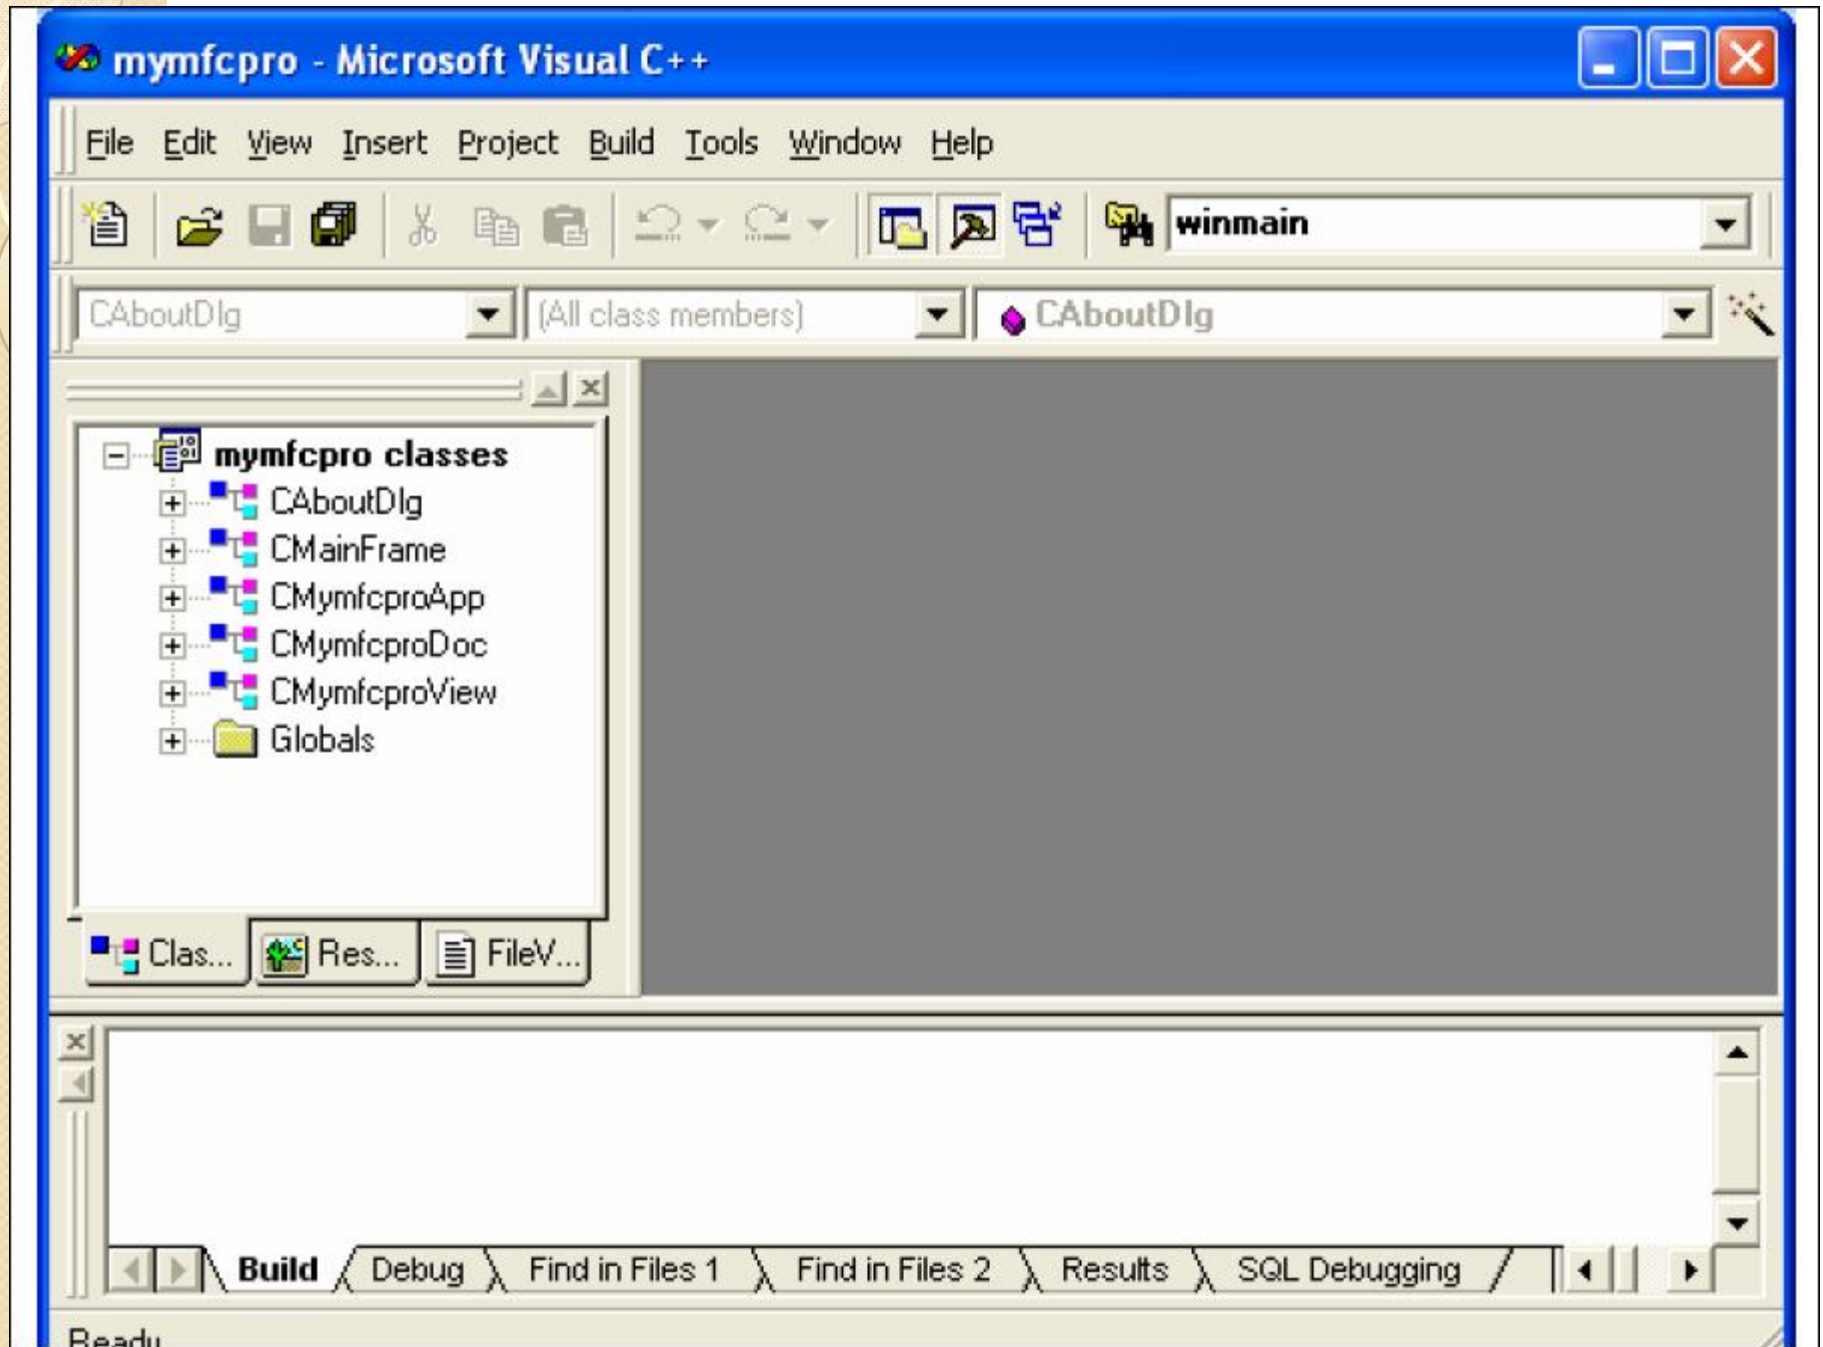 mymfcpro - Microsoft Visual C++
File Edit View Insert Project Build Tools Window Help
winmain
CAboutDlg (All class members) CAboutDlg
mymfcpro classes
CAboutDlg
CMainFrame
CMymfcproApp
CMymfcproDoc
CMymfcproView
Globals
Clas... Res... FileV...
Build Debug Find in Files 1 Find in Files 2 Results SQL Debugging
Ready